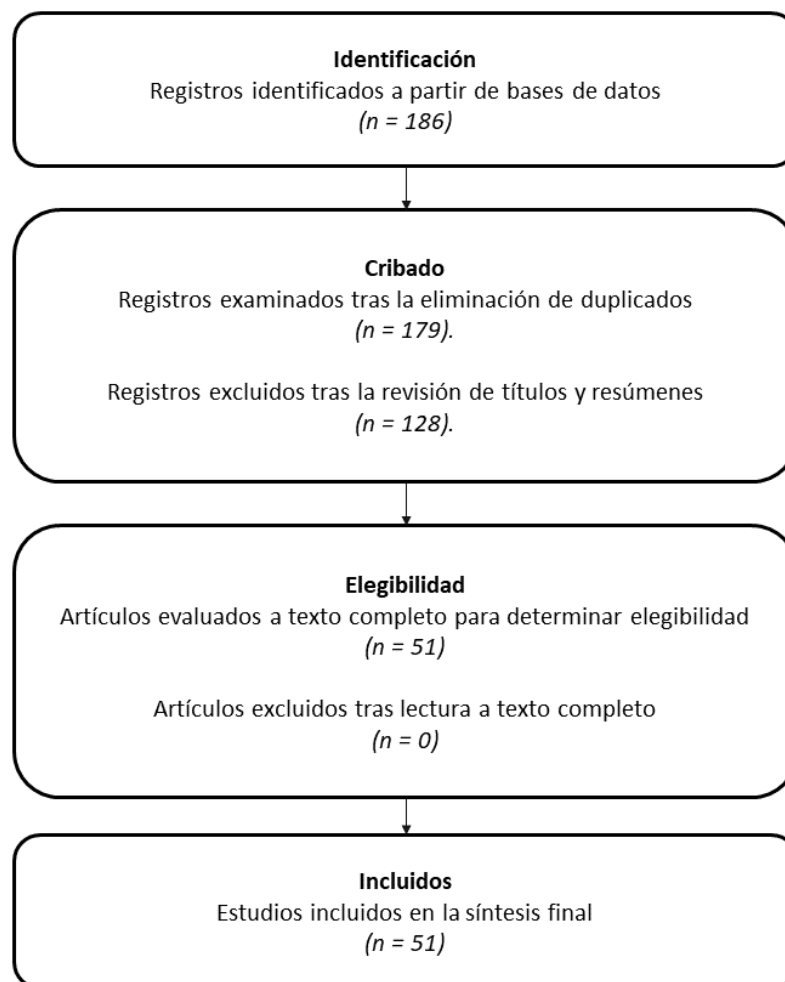 Identificación
Registros identificados a partir de bases de datos
(n = 186)
Cribado
Registros examinados tras la eliminación de duplicados
(n = 179).
Registros excluidos tras la revisión de títulos y resúmenes
(n = 128).
Elegibilidad
Artículos evaluados a texto completo para determinar elegibilidad
(n = 51)
Artículos excluidos tras lectura a texto completo
(n = 0)
Incluidos
Estudios incluidos en la síntesis final
(n = 51)